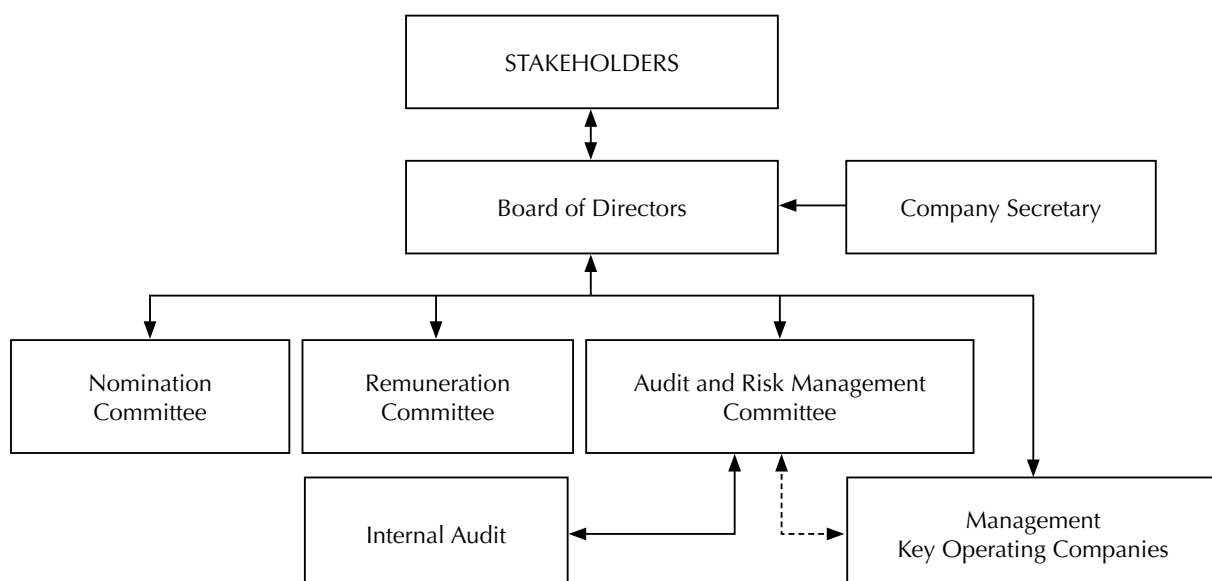 STAKEHOLDERS
Board of Directors
Company Secretary
Nomination
Committee
Remuneration
Committee
Audit and Risk Management
Committee
Internal Audit
Management
Key Operating Companies